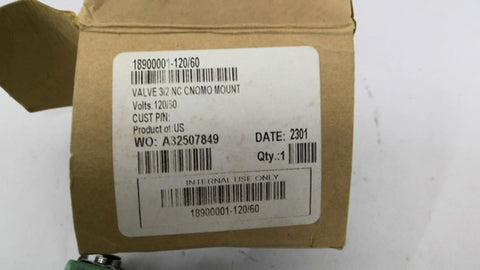 18900001-120/60
VALVE 3/2 NC CNOMO MOUNT
Volts: 120/60
CUST P/N:
Product of: US
WO: A32507849
DATE: 2301
Qty.:1
INTERNAL USE ONLY
18900001-120/60